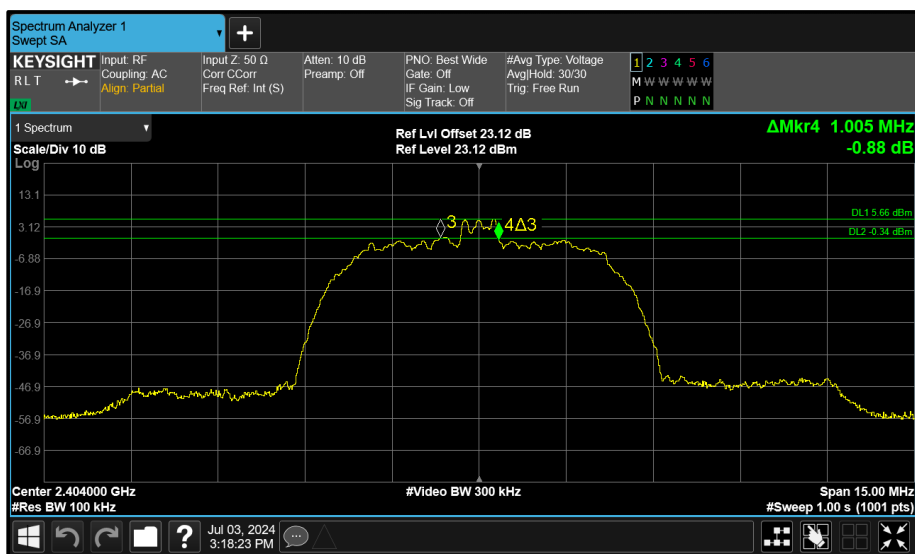 Spectrum Analyzer 1
Swept SA
+
KEYSIGHT
R L T
LXI
Input: RF
Coupling: AC
Align: Partial
Input Z: 50 Ω
Corr CCorr
Freq Ref: Int (S)
Atten: 10 dB
Preamp: Off
PNO: Best Wide
Gate: Off
IF Gain: Low
Sig Track: Off
#Avg Type: Voltage
Avg|Hold: 30/30
Trig: Free Run
1 2 3 4 5 6
M W W W W W
P N N N N N
1 Spectrum
Scale/Div 10 dB
Log
Ref Lvl Offset 23.12 dB
Ref Level 23.12 dBm
ΔMkr4 1.005 MHz
-0.88 dB
13.1
3.12
-6.88
-16.9
-26.9
-36.9
-46.9
-56.9
-66.9
3
4Δ3
DL1 5.66 dBm
DL2 -0.34 dBm
Center 2.404000 GHz
#Res BW 100 kHz
#Video BW 300 kHz
Span 15.00 MHz
#Sweep 1.00 s (1001 pts)
?
Jul 03, 2024
3:18:23 PM